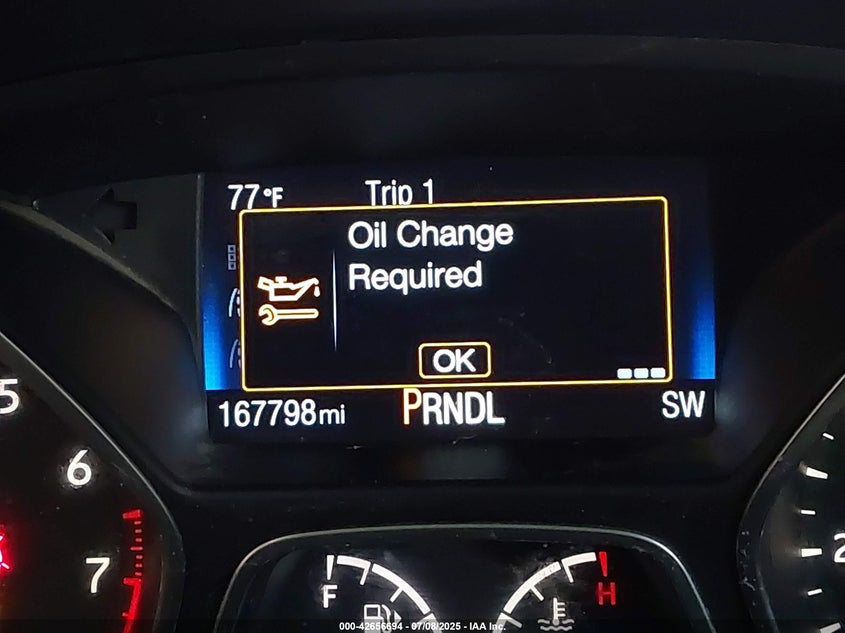 77°F Trip 1
Oil Change
Required
OK
167798mi PRNDL SW
5
6
7
F
H
2
000-42656694 - 07/08/2025 - IAA Inc.